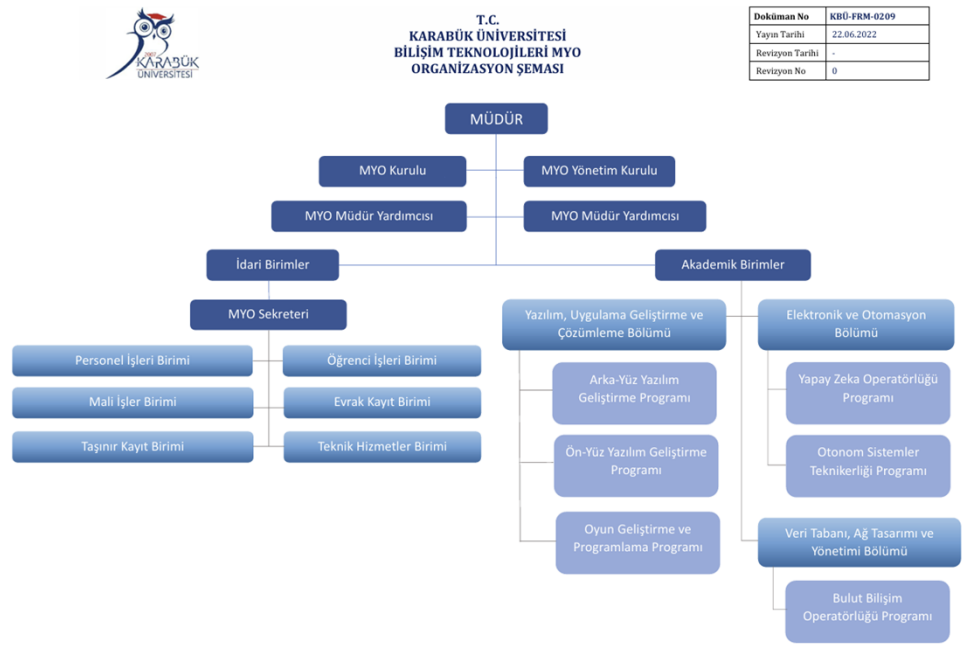 2007
KARABÜK
ÜNİVERSİTESİ
T.C.
KARABÜK ÜNİVERSİTESİ
BİLİŞİM TEKNOLOJİLERİ MYO
ORGANİZASYON ŞEMASI
Doküman No KBÜ-FRM-0209
Yayın Tarihi 22.06.2022
Revizyon Tarihi -
Revizyon No 0
MÜDÜR
MYO Kurulu
MYO Yönetim Kurulu
MYO Müdür Yardımcısı
MYO Müdür Yardımcısı
İdari Birimler
Akademik Birimler
MYO Sekreteri
Personel İşleri Birimi
Öğrenci İşleri Birimi
Mali İşler Birimi
Evrak Kayıt Birimi
Taşınır Kayıt Birimi
Teknik Hizmetler Birimi
Yazılım, Uygulama Geliştirme ve
Çözümleme Bölümü
Arka-Yüz Yazılım
Geliştirme Programı
Ön-Yüz Yazılım Geliştirme
Programı
Oyun Geliştirme ve
Programlama Programı
Elektronik ve Otomasyon
Bölümü
Yapay Zeka Operatörlüğü
Programı
Otonom Sistemler
Teknikerliği Programı
Veri Tabanı, Ağ Tasarımı ve
Yönetimi Bölümü
Bulut Bilişim
Operatörlüğü Programı